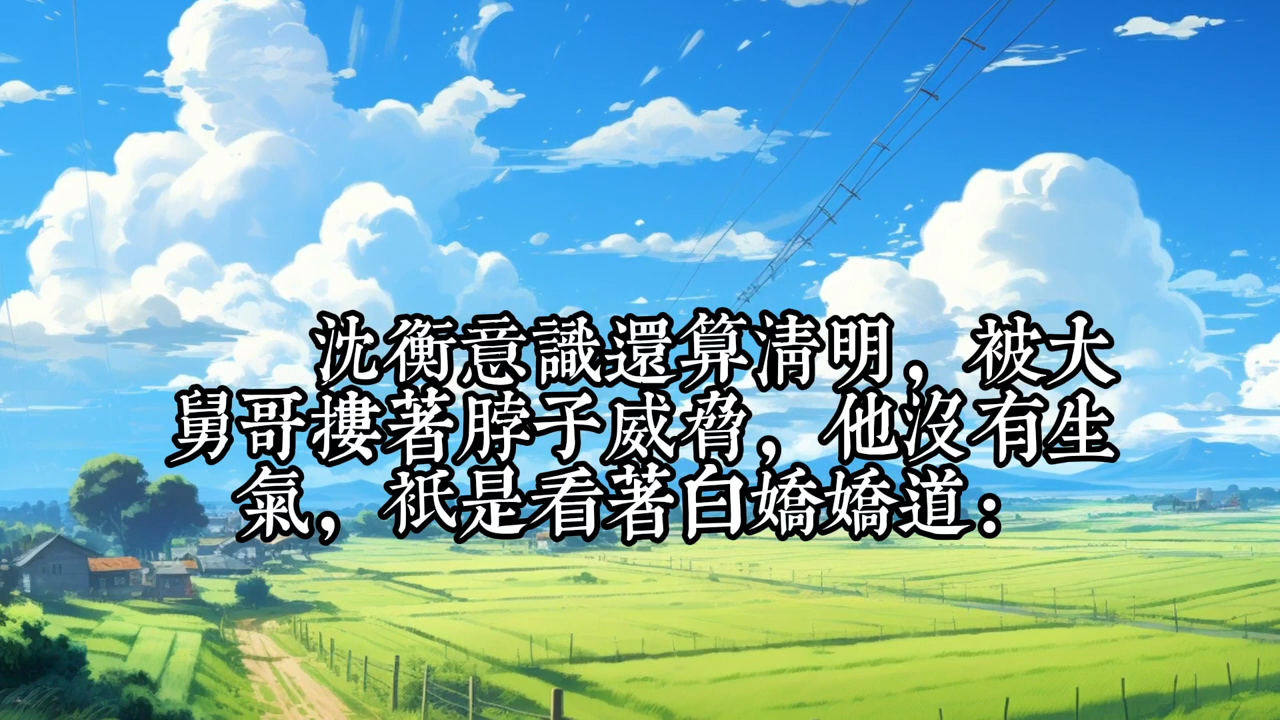 沈衡意識還算清明，被大
舅哥摟著脖子威脅，他沒有生
氣，衹是看著白嬌嬌道：